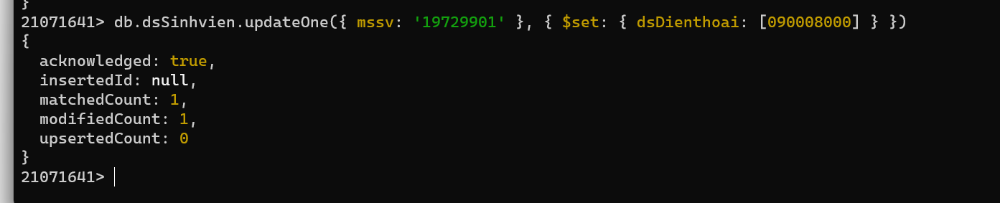 }
21071641> db.dsSinhvien.updateOne({ mssv: '19729901' }, { $set: { dsDienthoai: [090008000] } })
{
  acknowledged: true,
  insertedId: null,
  matchedCount: 1,
  modifiedCount: 1,
  upsertedCount: 0
}
21071641>